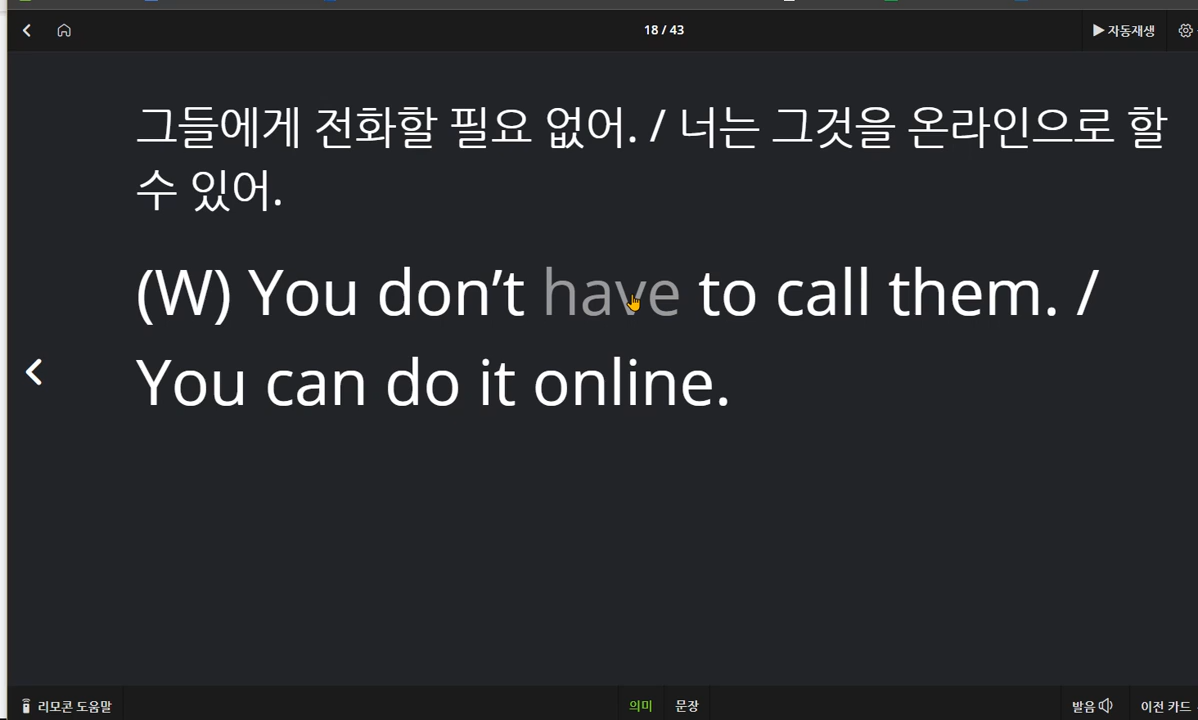 18 / 43
▶ 자동재생
그들에게 전화할 필요 없어. / 너는 그것을 온라인으로 할
수 있어.
(W) You don’t have to call them. /
You can do it online.
리모콘 도움말
의미
문장
발음
이전 카드